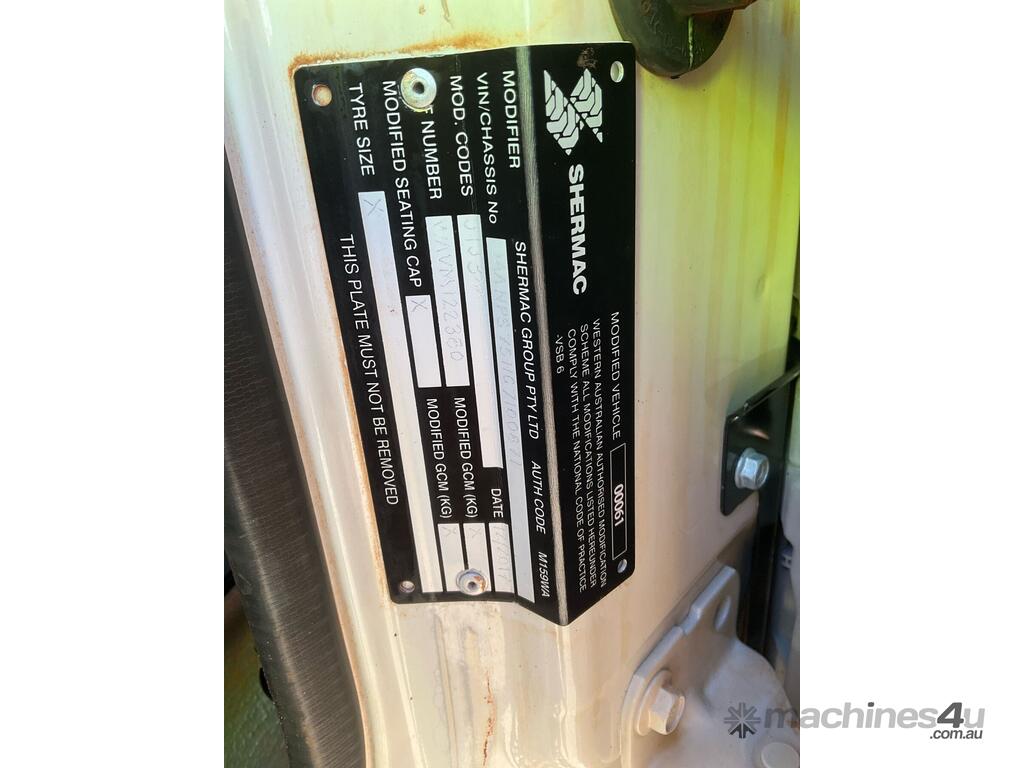 SHERMAC
MODIFIED VEHICLE 00061
WESTERN AUSTRALIAN AUTHORISED MODIFICATION
SCHEME ALL MODIFICATIONS LISTED HEREUNDER
COMPLY WITH THE NATIONAL CODE OF PRACTICE
-VSB 6
MODIFIER SHERMAC GROUP PTY LTD AUTH CODE M159WA
VIN/CHASSIS No
MOD. CODES DATE
NUMBER MODIFIED GCM (KG) X
MODIFIED SEATING CAP X MODIFIED GCM (KG) X
TYRE SIZE X
THIS PLATE MUST NOT BE REMOVED
machines4u
.com.au